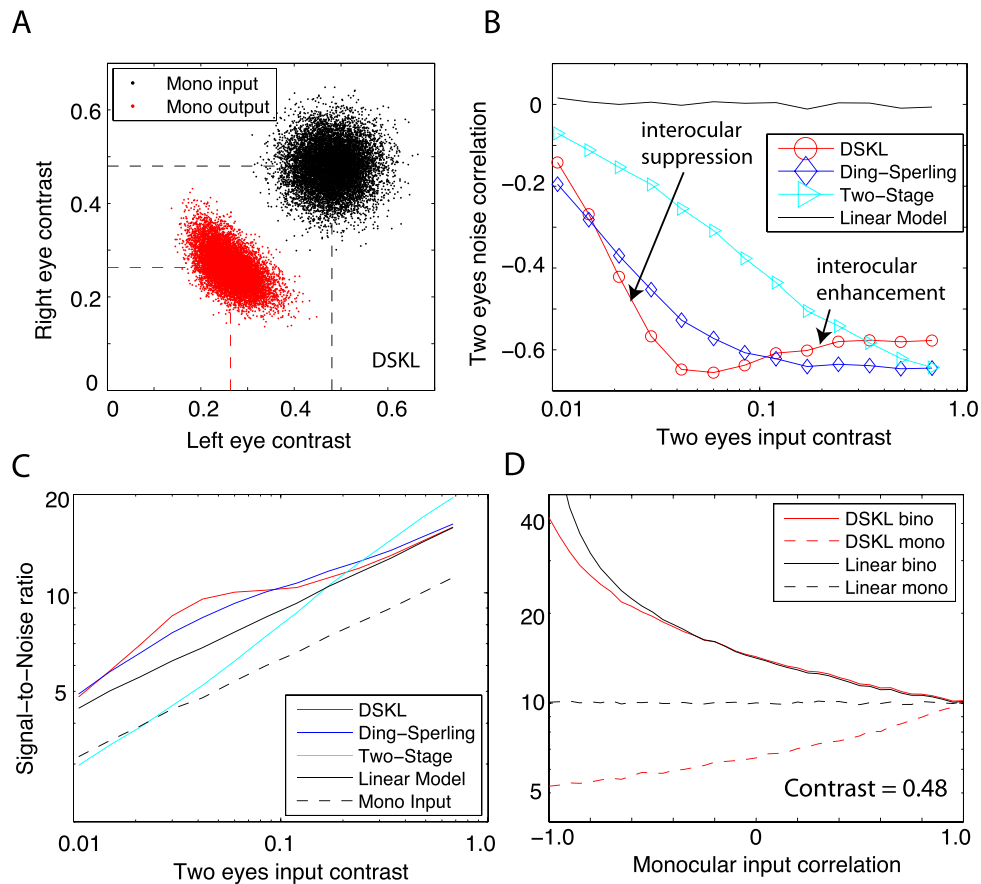 A
Mono input
Mono output
0.6
0.4
0.2
0
0
0.2
0.4
0.6
Right eye contrast
Left eye contrast
DSKL
B
0
−0.2
−0.4
−0.6
0.01
0.1
1.0
interocular
suppression
DSKL
Ding−Sperling
Two−Stage
Linear Model
interocular
enhancement
Two eyes noise correlation
Two eyes input contrast
C
20
10
5
0.01
0.1
1.0
Signal−to−Noise ratio
DSKL
Ding−Sperling
Two−Stage
Linear Model
Mono Input
Two eyes input contrast
D
40
20
10
5
−1.0
0
1.0
DSKL bino
DSKL mono
Linear bino
Linear mono
Contrast = 0.48
Monocular input correlation